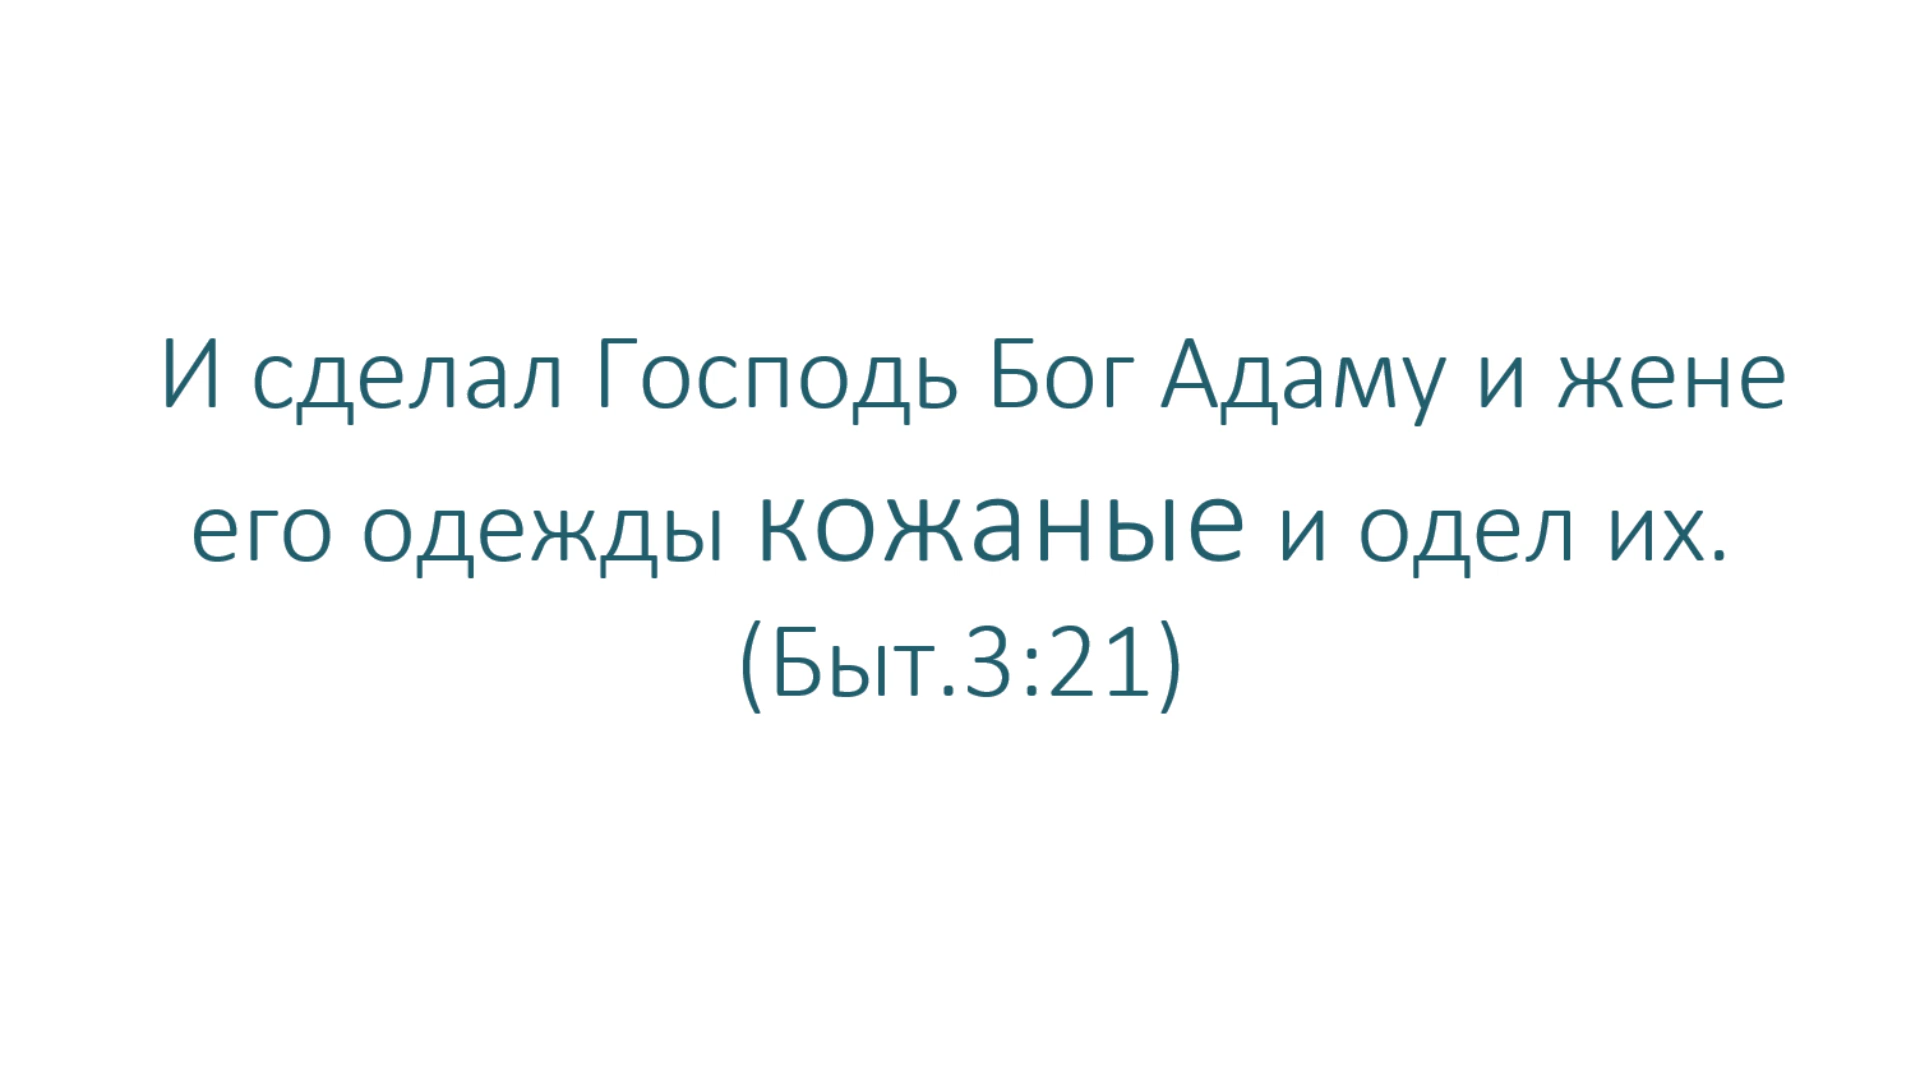 И сделал Господь Бог Адаму и жене
его одежды кожаные и одел их.
(Быт.3:21)